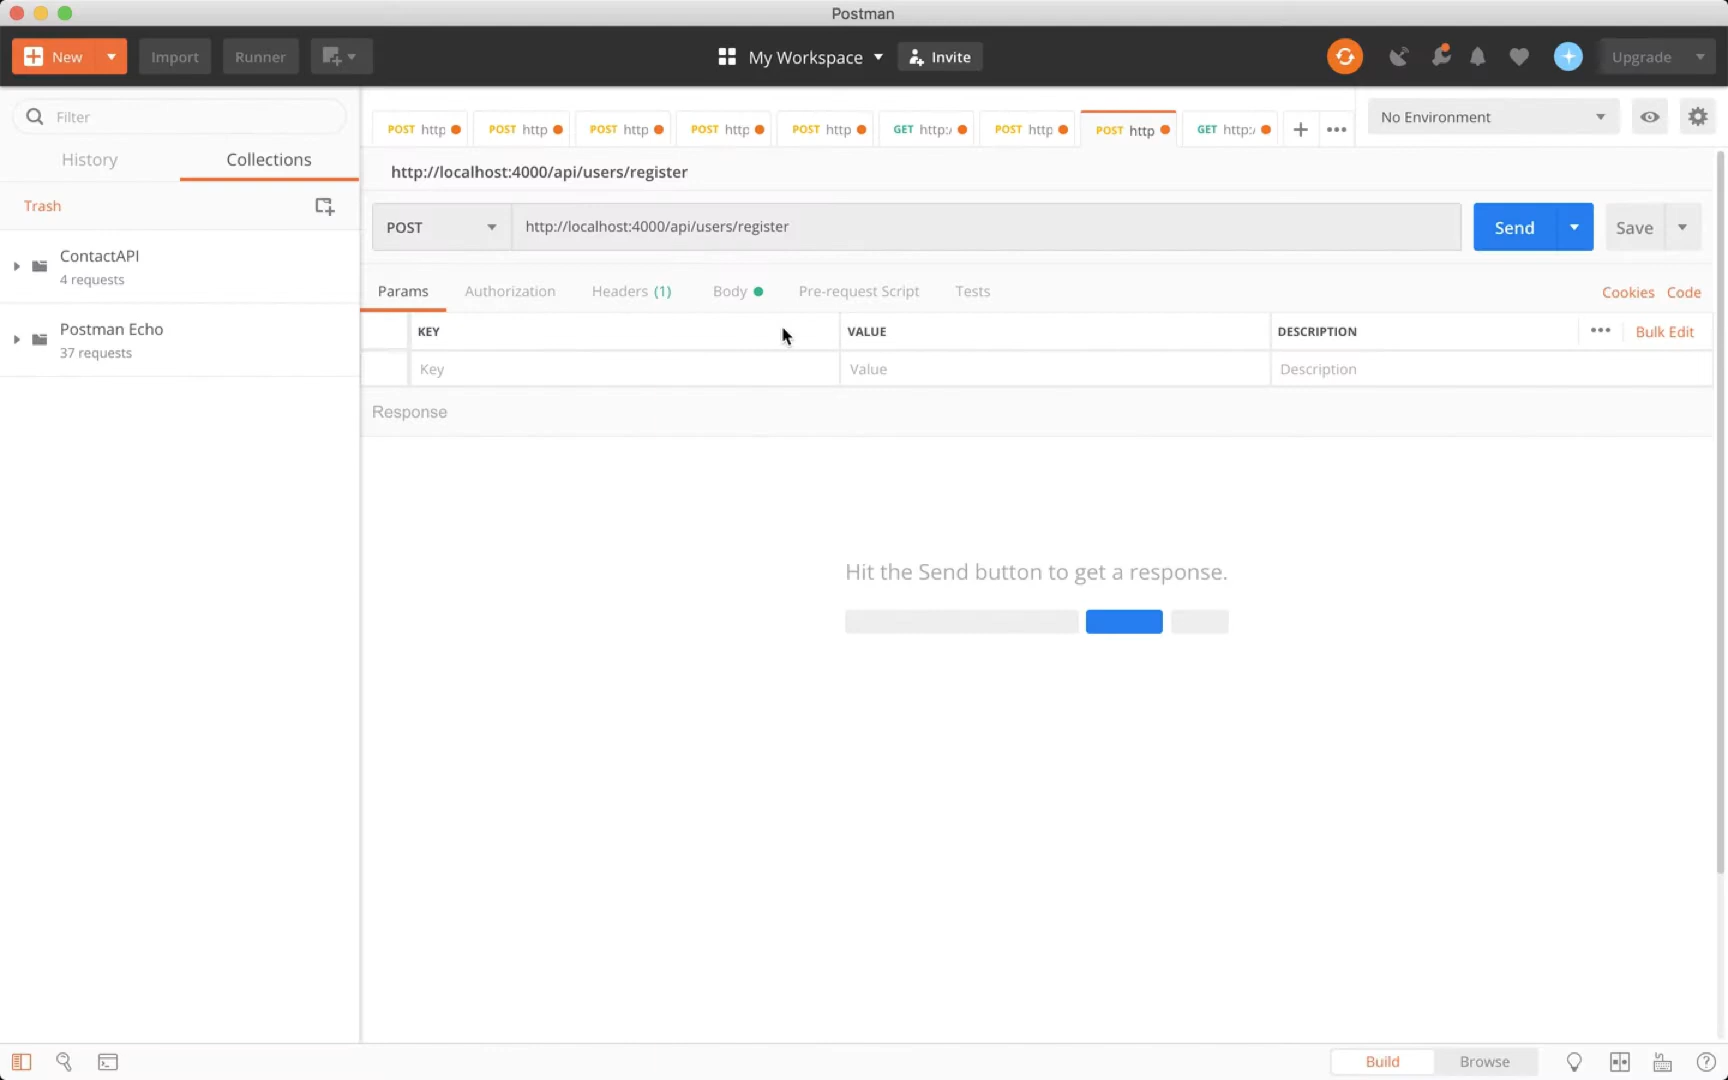 Postman
New
Import
Runner
My Workspace
Invite
Upgrade
Filter
History
Collections
Trash
ContactAPI
4 requests
Postman Echo
37 requests
POST http
POST http
POST http
POST http
POST http
GET http:/
POST http
POST http
GET http:/
No Environment
http://localhost:4000/api/users/register
POST
http://localhost:4000/api/users/register
Send
Save
Params
Authorization
Headers (1)
Body
Pre-request Script
Tests
Cookies
Code
KEY
VALUE
DESCRIPTION
Bulk Edit
Key
Value
Description
Response
Hit the Send button to get a response.
Build
Browse